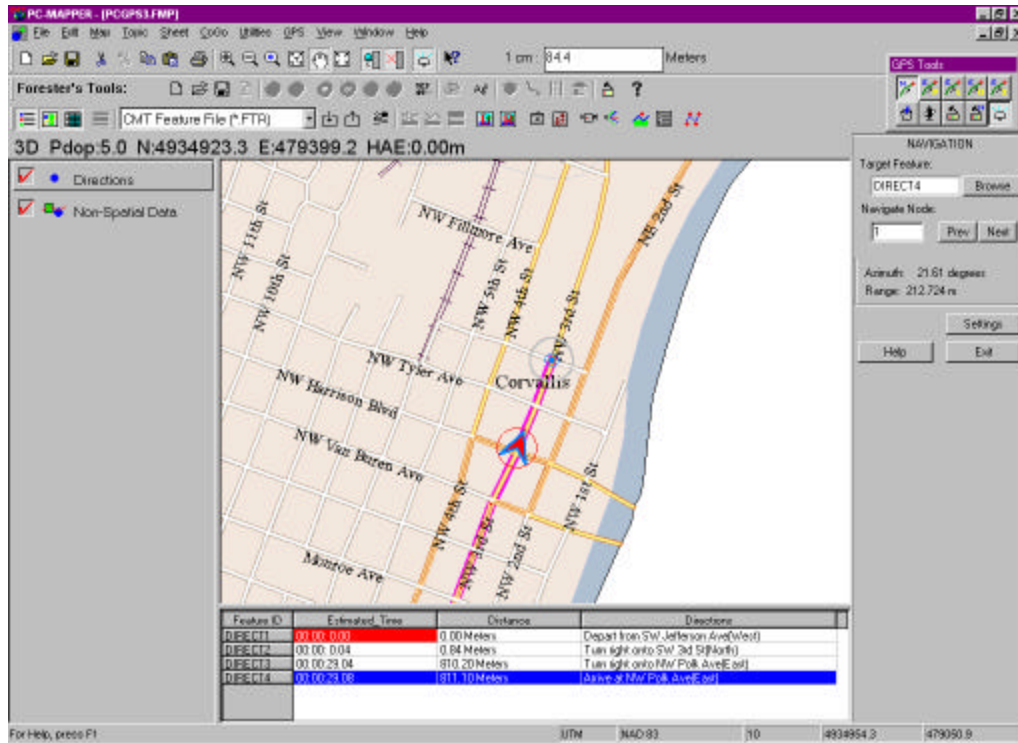 PC-MAPPER - [PCGPS3.FMP]
File Edit Map Topic Sheet CoGo Utilities GPS View Window Help
1 cm: 84.4 Meters
GPS Tools
Forester's Tools:
CMT Feature File (*.FTR)
3D Pdop:5.0 N:4934923.3 E:479399.2 HAE:0.00m
NAVIGATION
Target Feature:
DIRECT4 Browse
Navigate Node:
1 Prev Next
Azimuth: 21.61 degrees
Range: 212.724 m
Settings
Help Exit
Directions
Non-Spatial Data
NW 11th St
NW 10th St
NW Fillmore Ave
NW 5th St
NW 4th St
NW 3rd St
NE 2nd St
NW Tyler Ave
Corvallis
NW Harrison Blvd
NW Van Buren Ave
NW 4th St
NW 3rd St
NW 2nd St
NW 1st St
Monroe Ave
Feature ID Estimated_Time Distance Directions
DIRECT1 00:00: 0.00 0.00 Meters Depart from SW Jefferson Ave(West)
DIRECT2 00:00: 0.04 0.84 Meters Turn right onto SW 3rd St(North)
DIRECT3 00:00:29.04 810.20 Meters Turn right onto NW Polk Ave(East)
DIRECT4 00:00:29.08 811.10 Meters Arrive at NW Polk Ave(East)
For Help, press F1 UTM NAD-83 10 4934954.3 479050.9